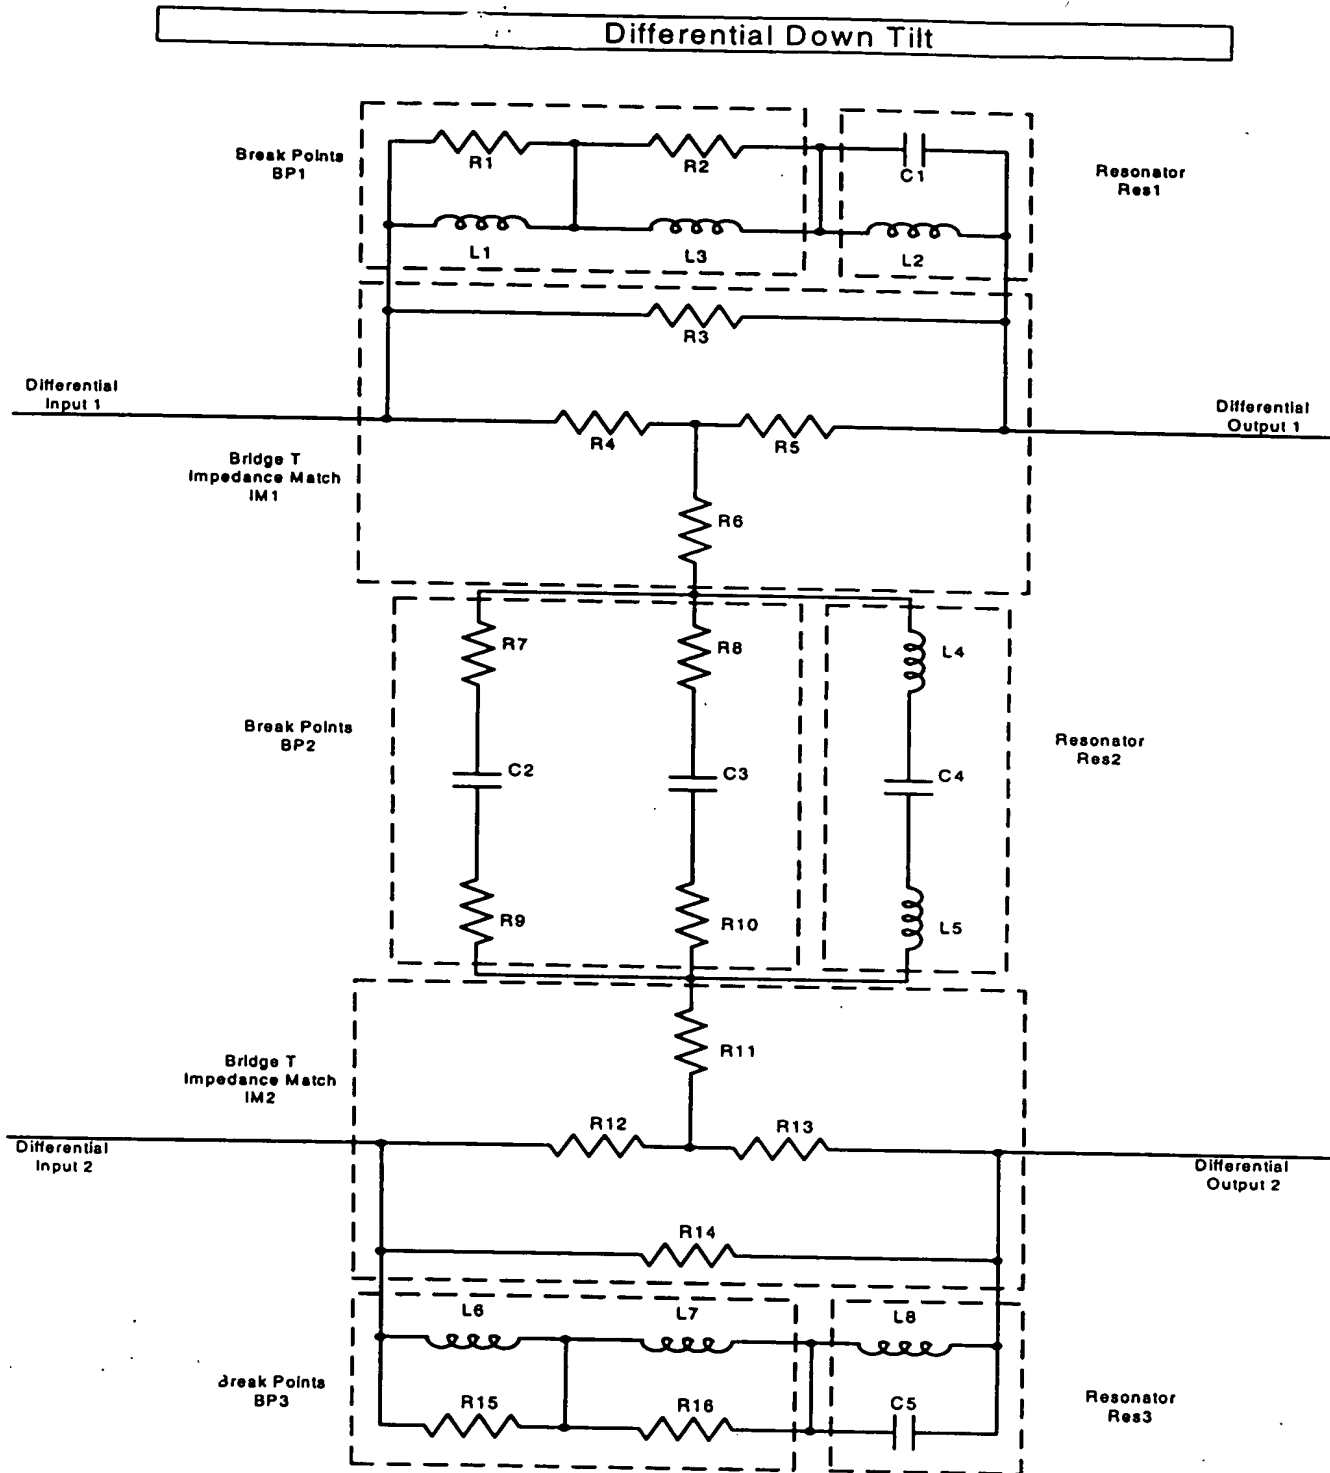 Differential Down Tilt
Break Points
BP1
R1
R2
C1
L1
L3
L2
Resonator
Res1
R3
Differential
Input 1
R4
R5
Differential
Output 1
Bridge T
Impedance Match
IM1
R6
R7
R8
L4
Break Points
BP2
C2
C3
C4
Resonator
Res2
R9
R10
L5
R11
Bridge T
Impedance Match
IM2
R12
R13
Differential
Input 2
Differential
Output 2
R14
L6
L7
L8
Break Points
BP3
R15
R16
C5
Resonator
Res3